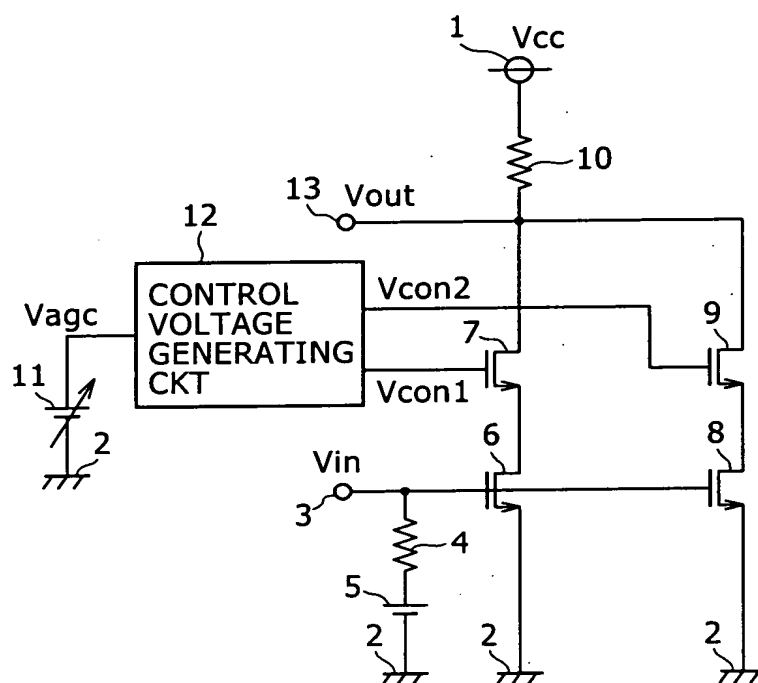 1 Vcc
10
13 Vout
12
CONTROL
VOLTAGE
GENERATING
CKT
Vcon2
Vagc
7
9
11
Vcon1
2
Vin
6
8
3
4
5
2
2
2